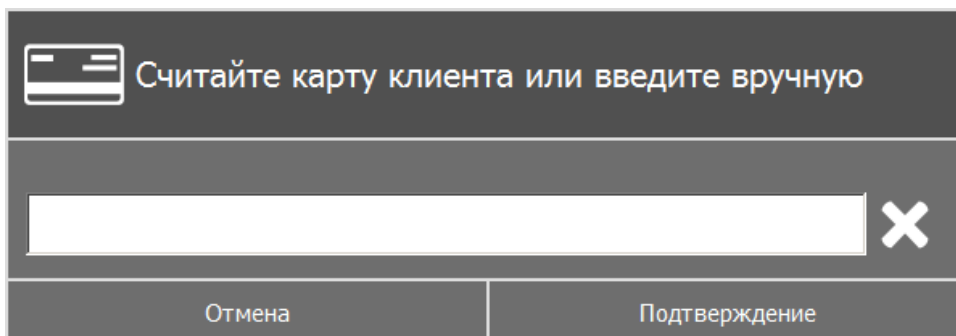 Считайте карту клиента или введите вручную
Отмена
Подтверждение